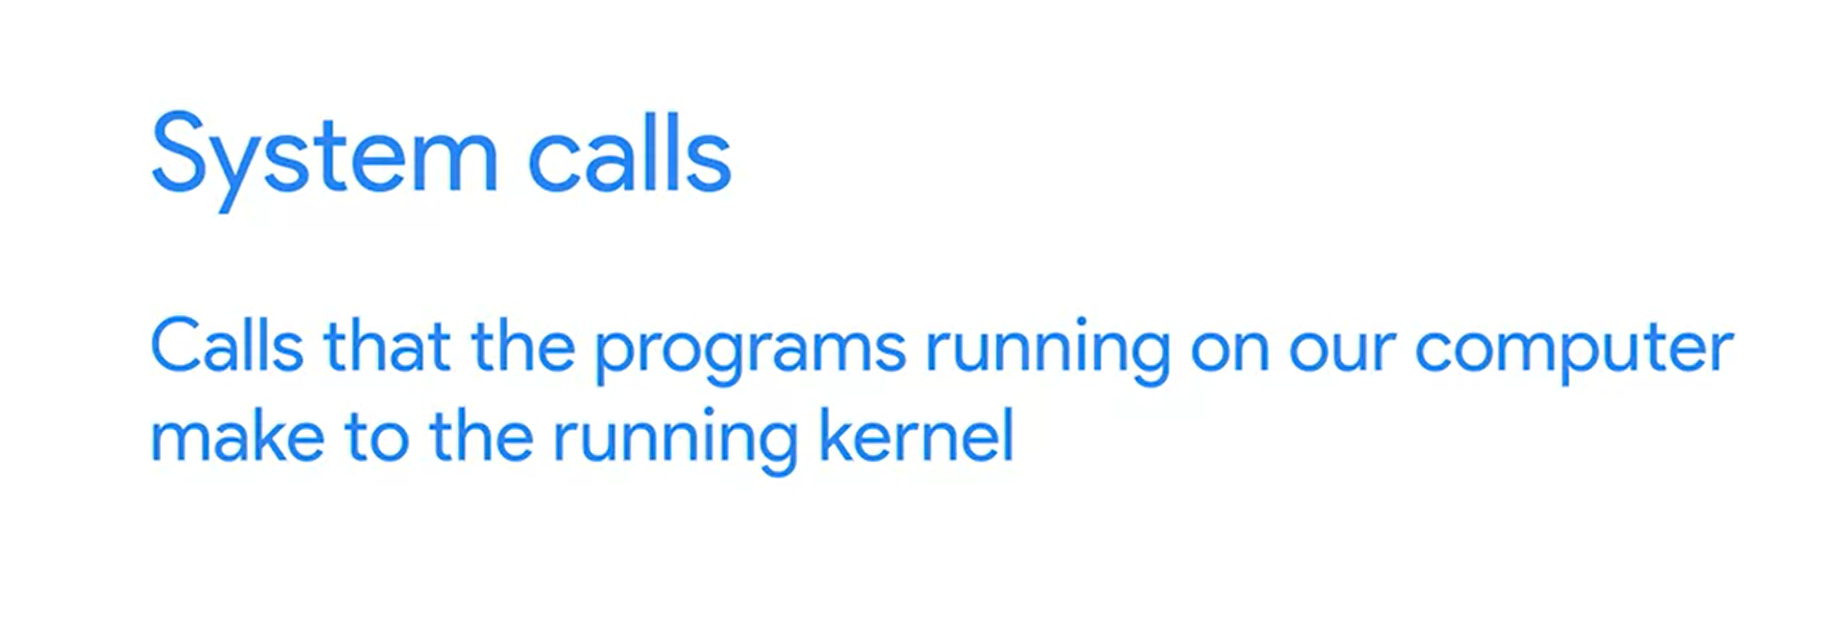 System calls
Calls that the programs running on our computer
make to the running kernel